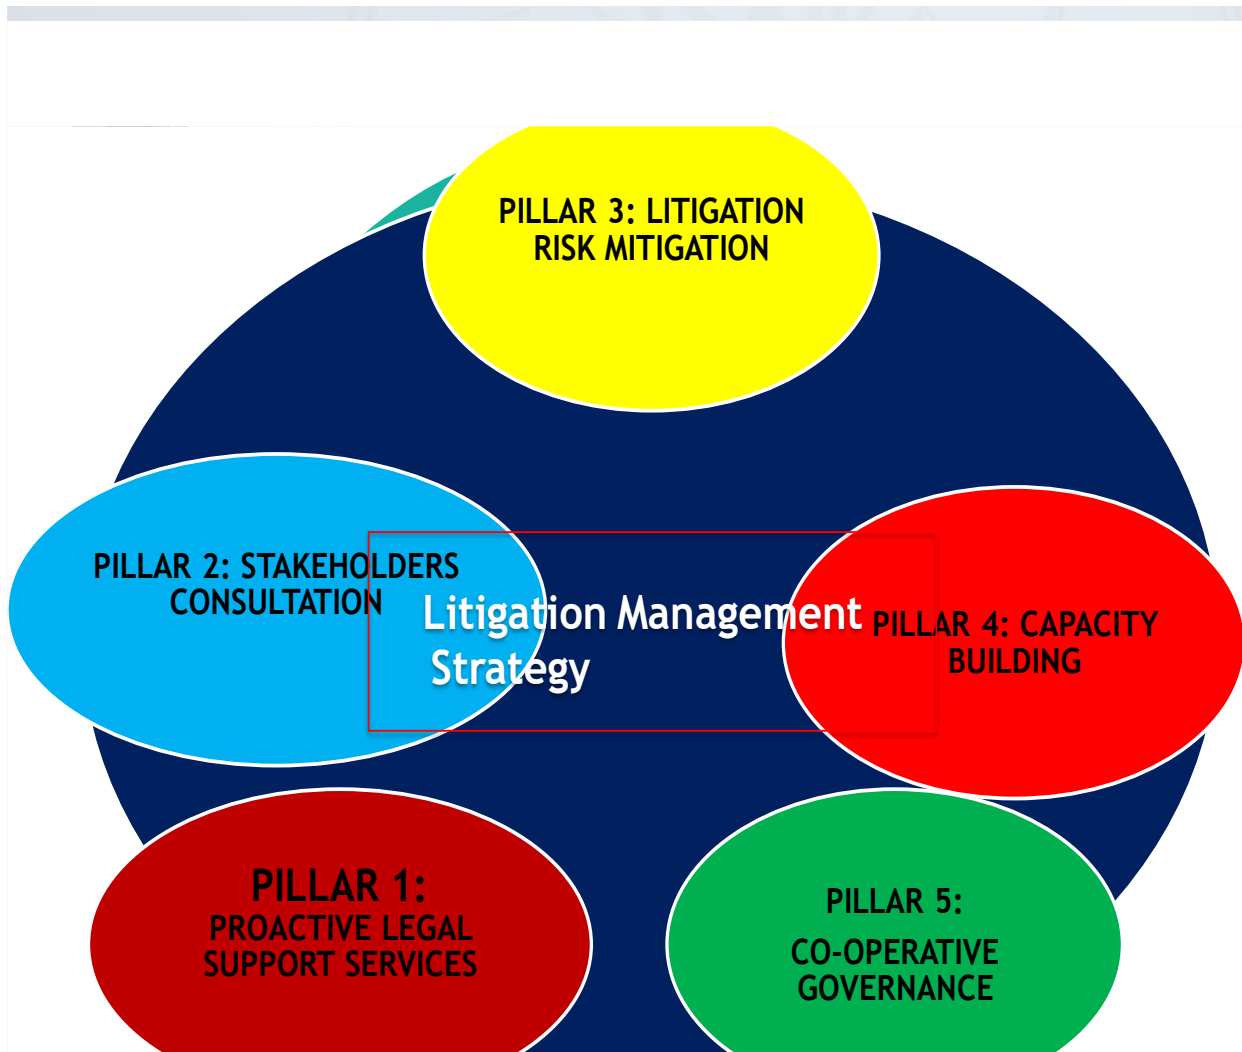 PILLAR 3: LITIGATION
RISK MITIGATION
PILLAR 2: STAKEHOLDERS
CONSULTATION
Litigation Management
Strategy
PILLAR 4: CAPACITY
BUILDING
PILLAR 1:
PROACTIVE LEGAL
SUPPORT SERVICES
PILLAR 5:
CO-OPERATIVE
GOVERNANCE